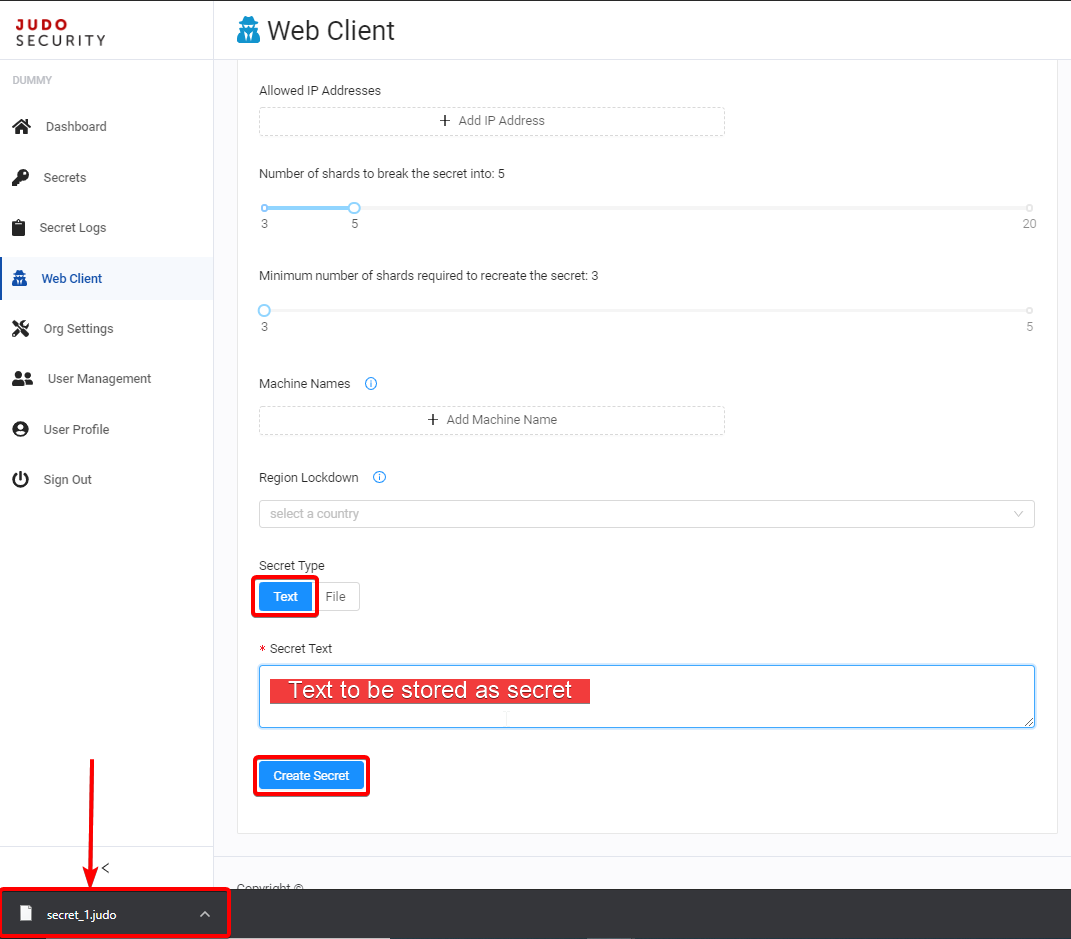 JUDO
SECURITY
Web Client
DUMMY
Dashboard
Secrets
Secret Logs
Web Client
Org Settings
User Management
User Profile
Sign Out
Allowed IP Addresses
+ Add IP Address
Number of shards to break the secret into: 5
3 5 20
Minimum number of shards required to recreate the secret: 3
3 5
Machine Names
+ Add Machine Name
Region Lockdown
select a country
Secret Type
Text File
* Secret Text
Text to be stored as secret
Create Secret
<
Copyright ©
secret_1.judo